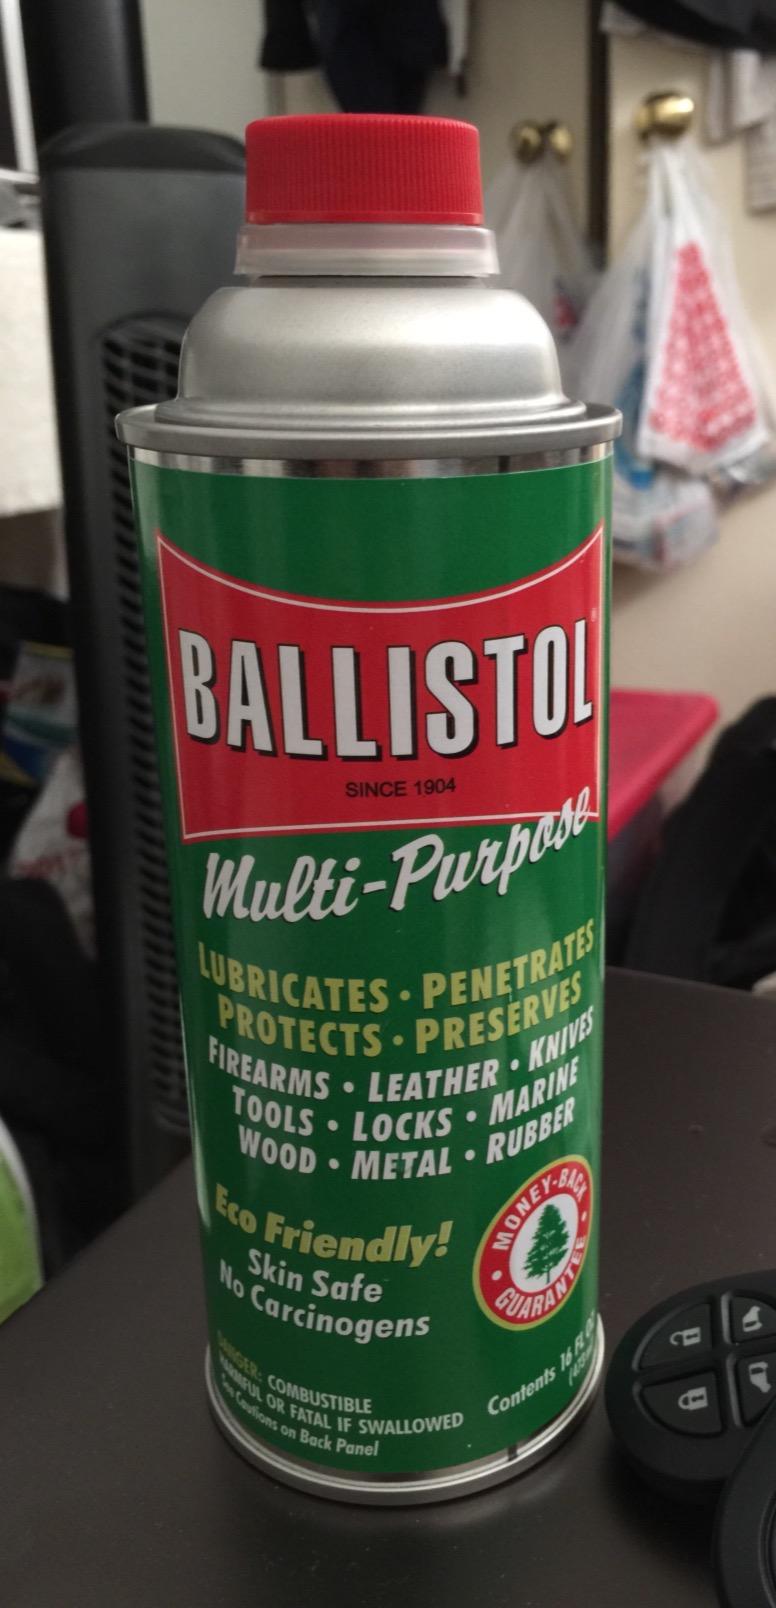 BALLISTOL
SINCE 1904
Multi-Purpose
LUBRICATES • PENETRATES
PROTECTS • PRESERVES
FIREARMS • LEATHER • KNIVES
TOOLS • LOCKS • MARINE
WOOD • METAL • RUBBER
Eco Friendly!
Skin Safe
No Carcinogens
MONEY-BACK
GUARANTEE
DANGER: COMBUSTIBLE
HARMFUL OR FATAL IF SWALLOWED
See Cautions on Back Panel
Contents 16 FL